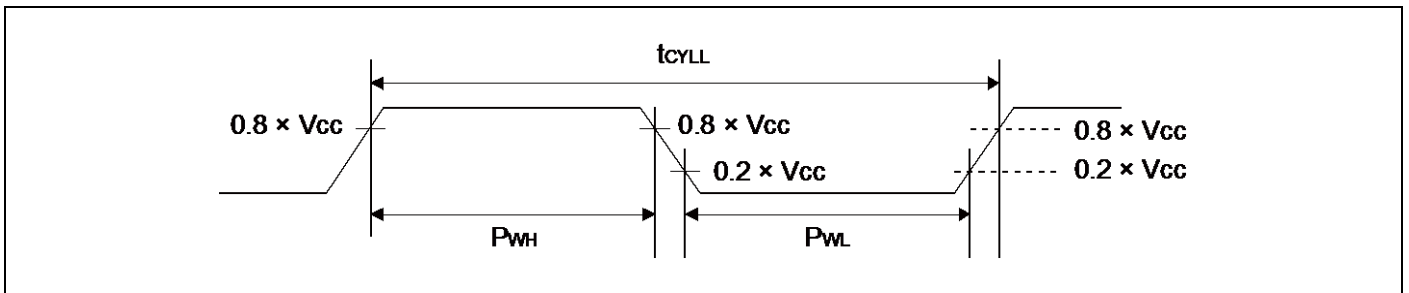 tCYLL
0.8 × VCC
0.8 × VCC
0.8 × VCC
0.2 × VCC
0.2 × VCC
PWH
PWL